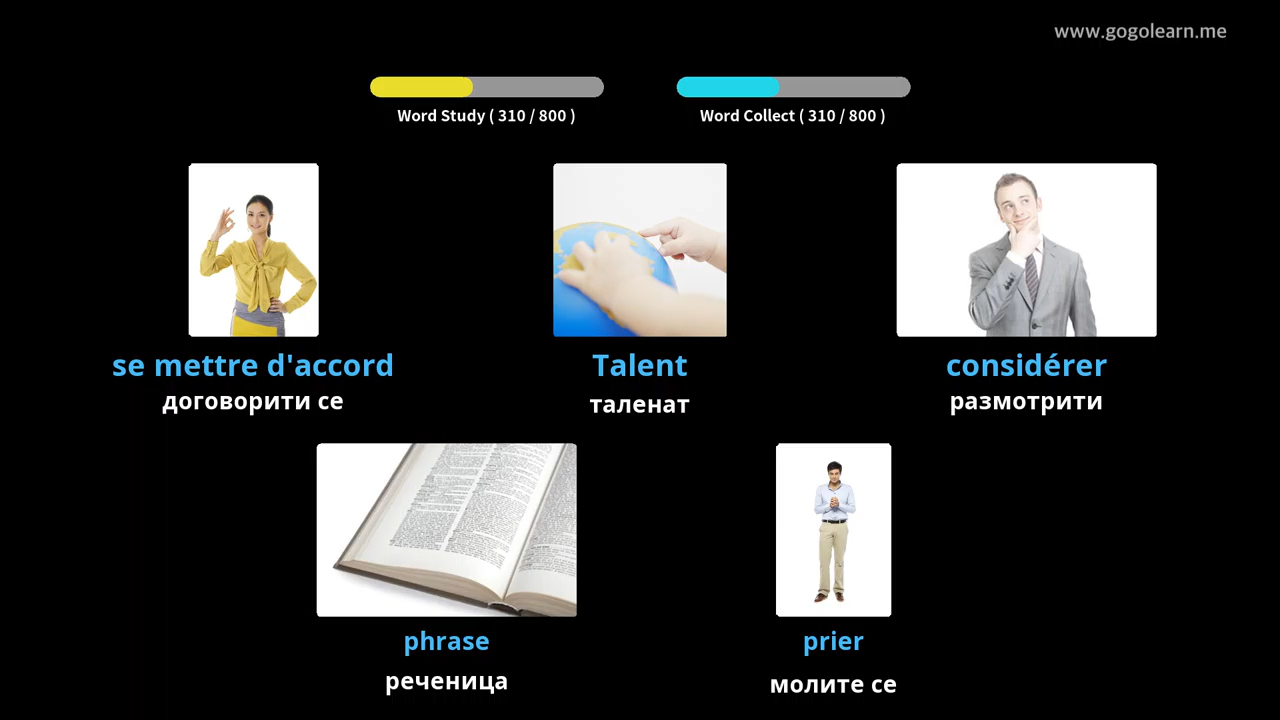 www.gogolearn.me
Word Study ( 310 / 800 )
Word Collect ( 310 / 800 )
se mettre d'accord
договорити се
Talent
таленат
considérer
размотрити
phrase
реченица
prier
молите се